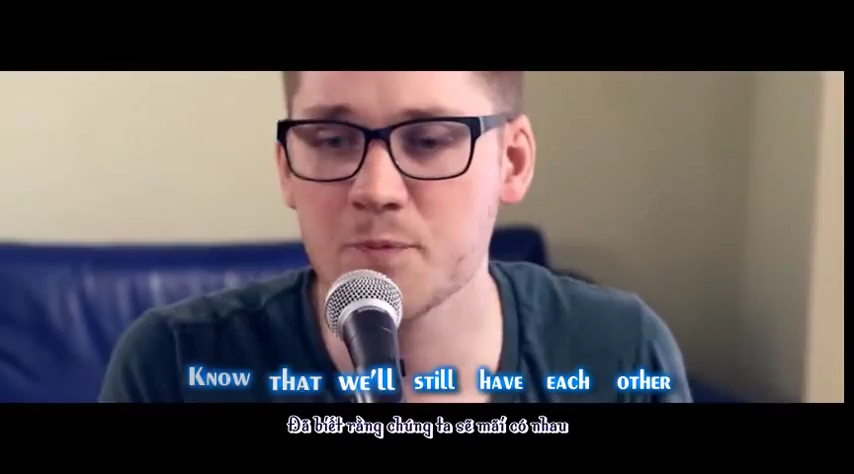 Know that we'll still have each other
Đã biết rằng chúng ta sẽ mãi có nhau